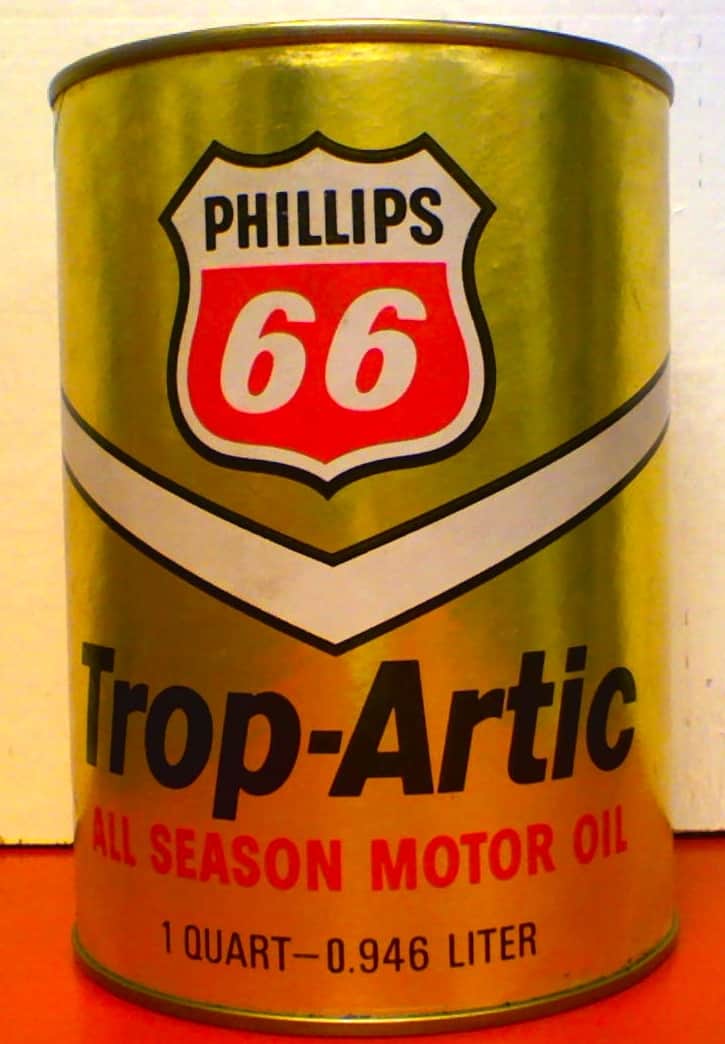 PHILLIPS
66
Trop-Artic
ALL SEASON MOTOR OIL
1 QUART–0.946 LITER